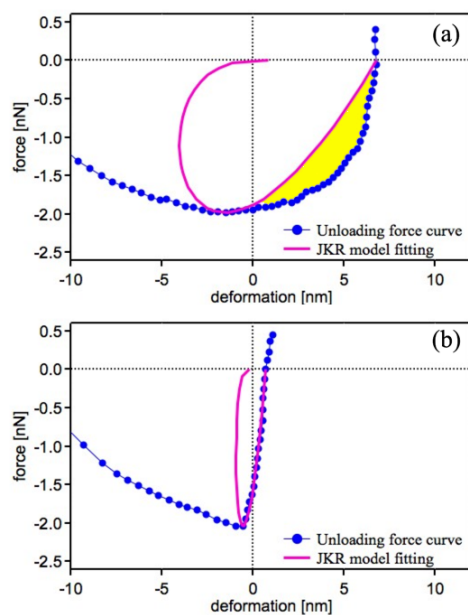 (a)
0.5
0.0
-0.5
-1.0
-1.5
-2.0
-2.5
force [nN]
Unloading force curve
JKR model fitting
-10
-5
0
5
10
deformation [nm]
(b)
0.5
0.0
-0.5
-1.0
-1.5
-2.0
-2.5
force [nN]
Unloading force curve
JKR model fitting
-10
-5
0
5
10
deformation [nm]